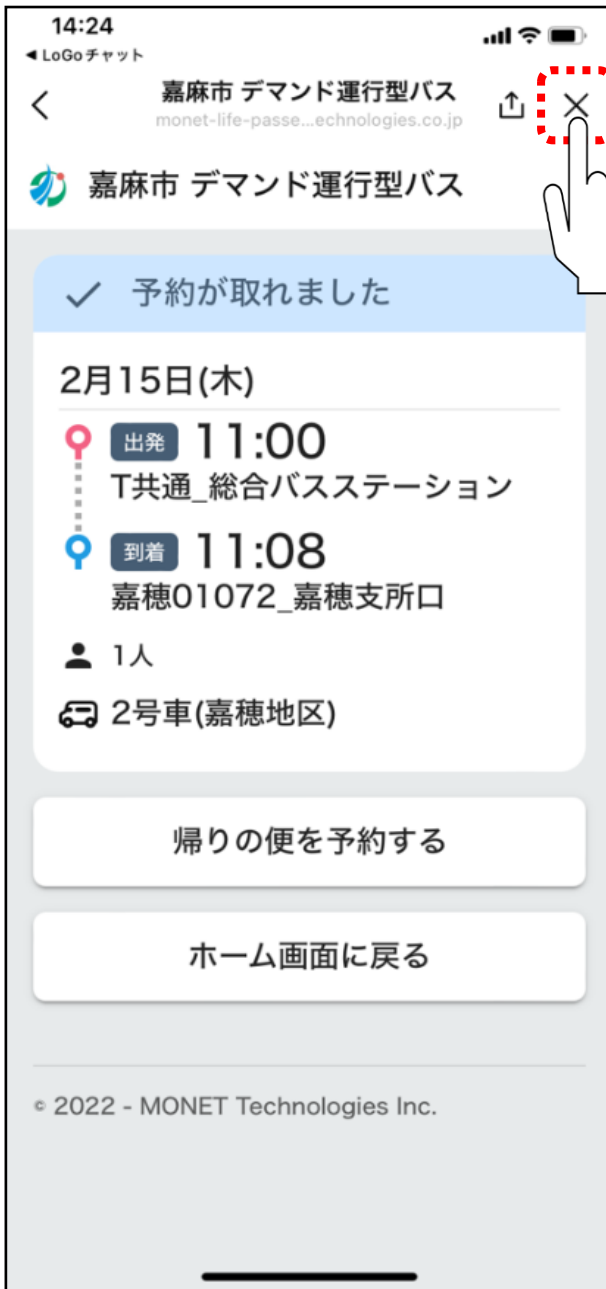 14:24
◀ LoGoチャット
嘉麻市 デマンド運行型バス
monet-life-passe...echnologies.co.jp
嘉麻市 デマンド運行型バス
予約が取れました
2月15日(木)
出発 11:00
T共通_総合バスステーション
到着 11:08
嘉穂01072_嘉穂支所口
1人
2号車(嘉穂地区)
帰りの便を予約する
ホーム画面に戻る
© 2022 - MONET Technologies Inc.